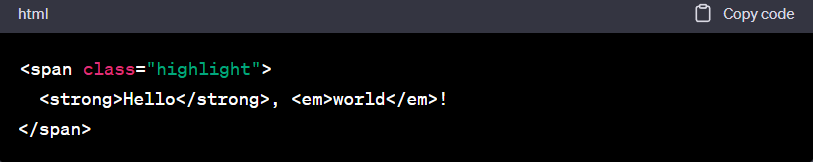 html
Copy code
<span class="highlight">
  <strong>Hello</strong>, <em>world</em>!
</span>